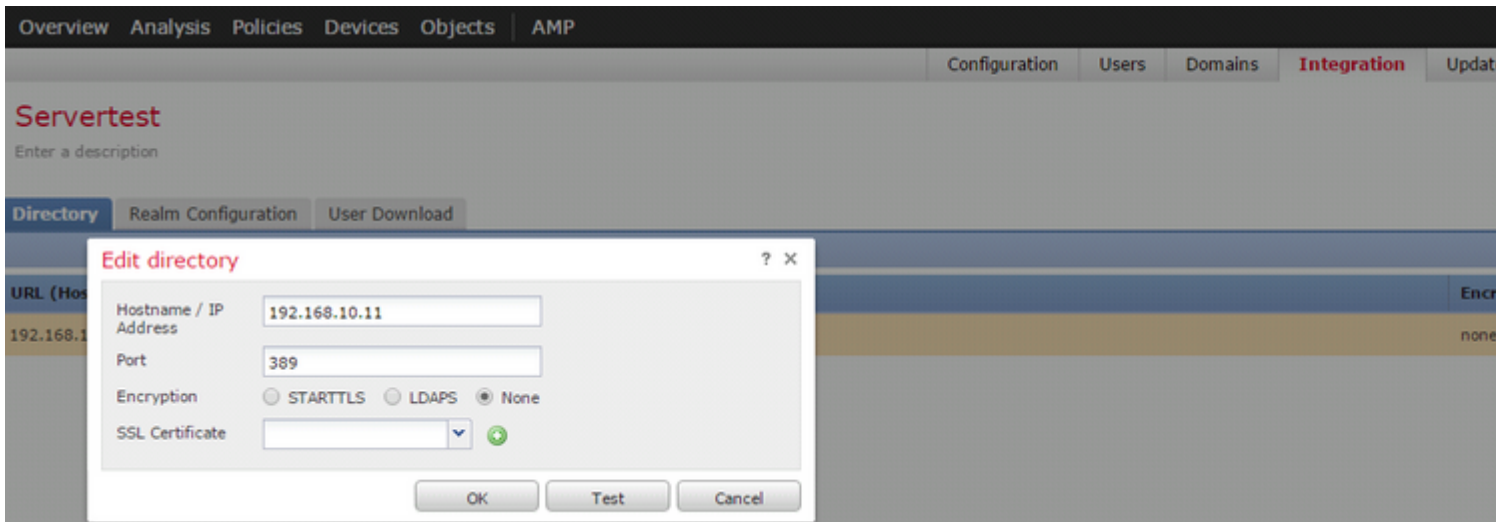 Overview Analysis Policies Devices Objects AMP
Configuration Users Domains Integration Updat
Servertest
Enter a description
Directory Realm Configuration User Download
Edit directory ? ×
URL (Hos Encr
Hostname / IP Address 192.168.10.11
192.168.1 none
Port 389
Encryption STARTTLS LDAPS None
SSL Certificate
OK Test Cancel